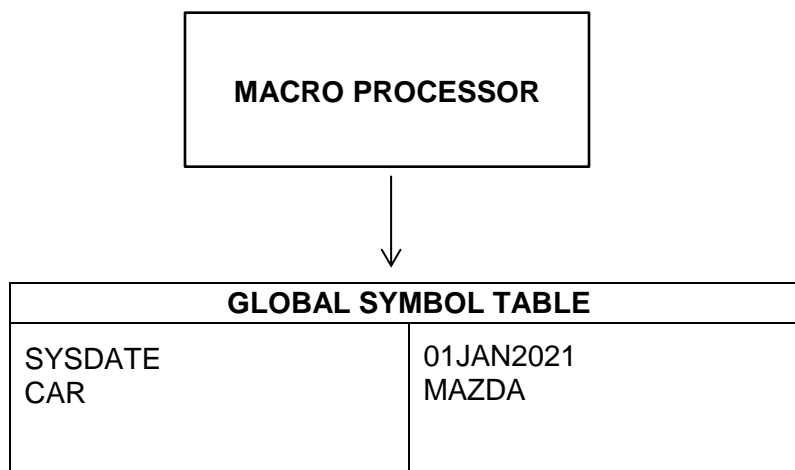 MACRO PROCESSOR
GLOBAL SYMBOL TABLE
SYSDATE 01JAN2021
CAR MAZDA